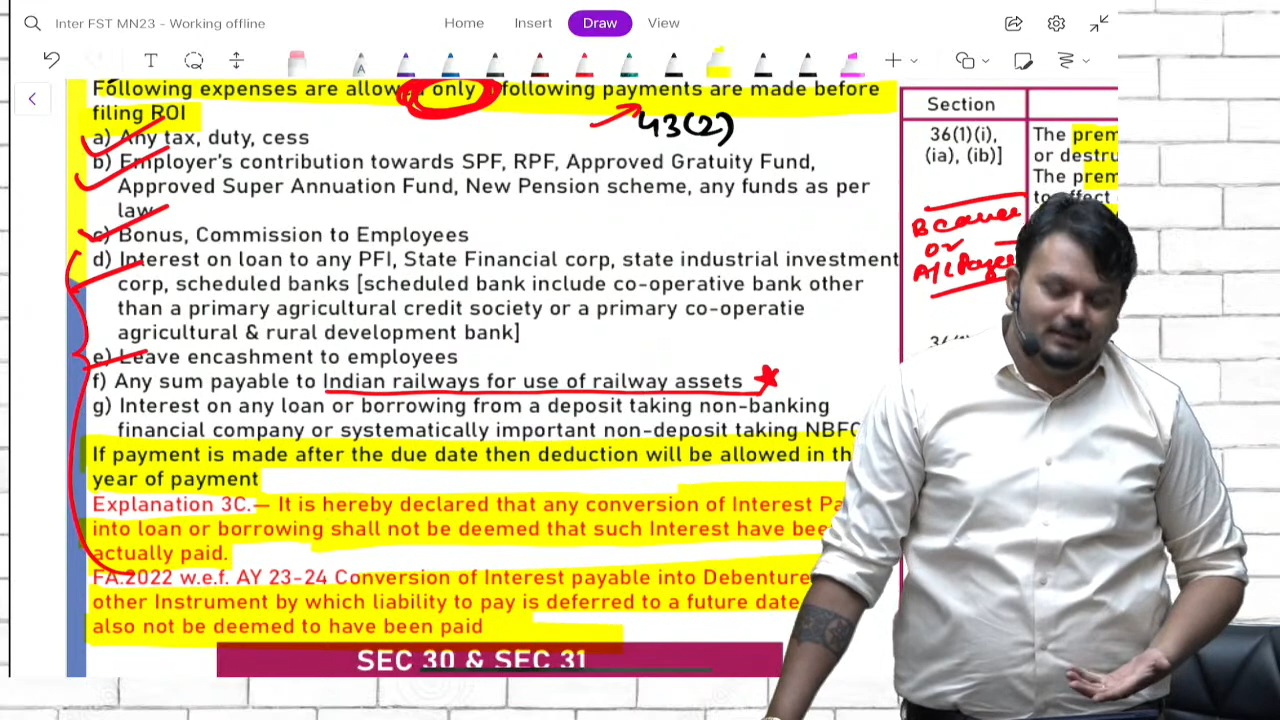 Inter FST MN23 - Working offline
Home Insert Draw View
Following expenses are allowed only following payments are made before
filing ROI
43(2)
a) Any tax, duty, cess
b) Employer's contribution towards SPF, RPF, Approved Gratuity Fund,
Approved Super Annuation Fund, New Pension scheme, any funds as per
law
c) Bonus, Commission to Employees
d) Interest on loan to any PFI, State Financial corp, state industrial investment
corp, scheduled banks [scheduled bank include co-operative bank other
than a primary agricultural credit society or a primary co-operatie
agricultural & rural development bank]
e) Leave encashment to employees
f) Any sum payable to Indian railways for use of railway assets
g) Interest on any loan or borrowing from a deposit taking non-banking
financial company or systematically important non-deposit taking NBFC
If payment is made after the due date then deduction will be allowed in
year of payment
Explanation 3C.— It is hereby declared that any conversion of Interest
into loan or borrowing shall not be deemed that such Interest have
actually paid.
FA.2022 w.e.f. AY 23-24 Conversion of Interest payable into Debenture
other Instrument by which liability to pay is deferred to a future date
also not be deemed to have been paid
SEC 30 & SEC 31
Section
36(1)(i),
(ia), (ib)]
The prem
or destru
The prem
to effect
or
A/c Payee